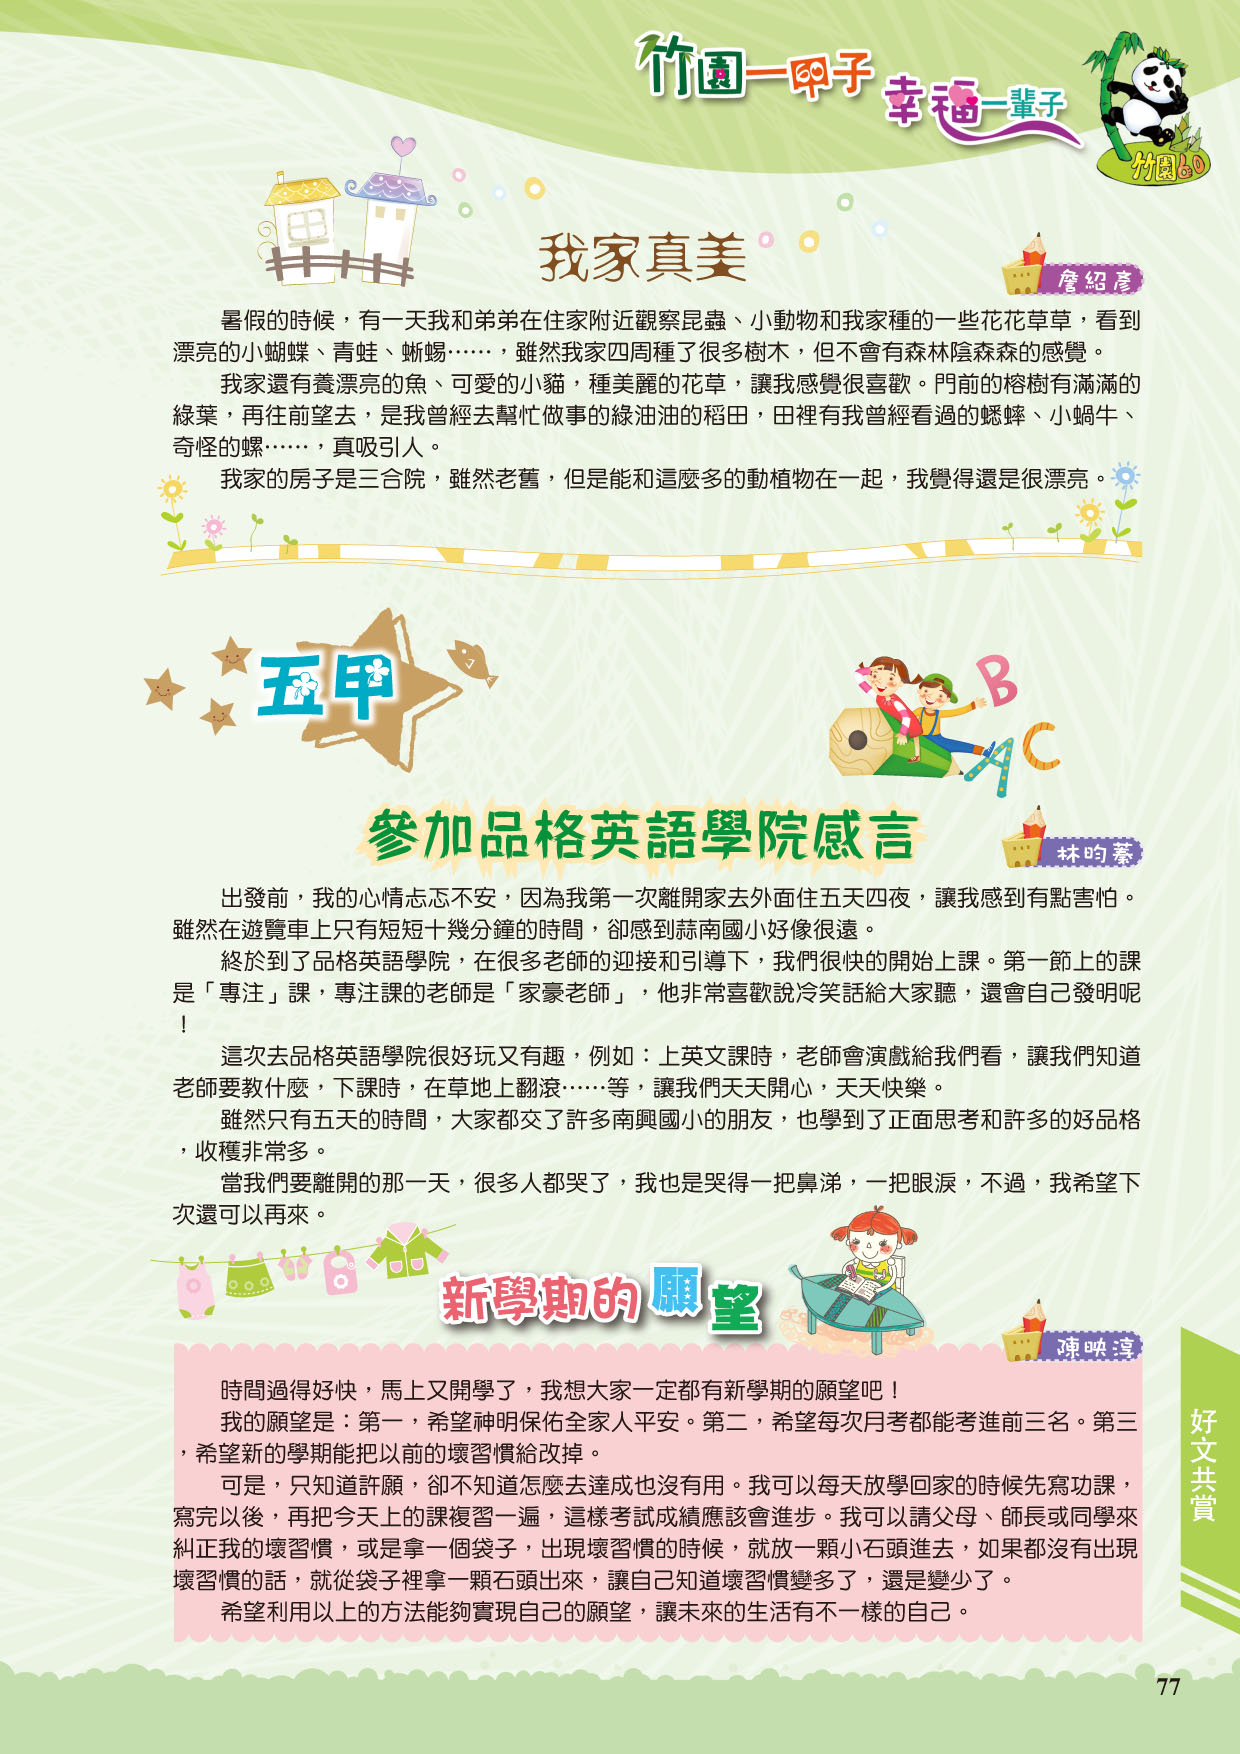 竹園一甲子
幸福一輩子
竹園60
我家真美
詹紹彥
暑假的時候，有一天我和弟弟在住家附近觀察昆蟲、小動物和我家種的一些花花草草，看到
漂亮的小蝴蝶、青蛙、蜥蜴……，雖然我家四周種了很多樹木，但不會有森林陰森森的感覺。
我家還有養漂亮的魚、可愛的小貓，種美麗的花草，讓我感覺很喜歡。門前的榕樹有滿滿的
綠葉，再往前望去，是我曾經去幫忙做事的綠油油的稻田，田裡有我曾經看過的蟋蟀、小蝸牛、
奇怪的螺……，真吸引人。
我家的房子是三合院，雖然老舊，但是能和這麼多的動植物在一起，我覺得還是很漂亮。
五甲
B
A
C
參加品格英語學院感言
林昀蓁
出發前，我的心情忐忑不安，因為我第一次離開家去外面住五天四夜，讓我感到有點害怕。
雖然在遊覽車上只有短短十幾分鐘的時間，卻感到蒜南國小好像很遠。
終於到了品格英語學院，在很多老師的迎接和引導下，我們很快的開始上課。第一節上的課
是「專注」課，專注課的老師是「家豪老師」，他非常喜歡說冷笑話給大家聽，還會自己發明呢
！
這次去品格英語學院很好玩又有趣，例如：上英文課時，老師會演戲給我們看，讓我們知道
老師要教什麼，下課時，在草地上翻滾……等，讓我們天天開心，天天快樂。
雖然只有五天的時間，大家都交了許多南興國小的朋友，也學到了正面思考和許多的好品格
，收穫非常多。
當我們要離開的那一天，很多人都哭了，我也是哭得一把鼻涕，一把眼淚，不過，我希望下
次還可以再來。
新學期的願望
陳映淳
時間過得好快，馬上又開學了，我想大家一定都有新學期的願望吧！
我的願望是：第一，希望神明保佑全家人平安。第二，希望每次月考都能考進前三名。第三
，希望新的學期能把以前的壞習慣給改掉。
可是，只知道許願，卻不知道怎麼去達成也沒有用。我可以每天放學回家的時候先寫功課，
寫完以後，再把今天上的課複習一遍，這樣考試成績應該會進步。我可以請父母、師長或同學來
糾正我的壞習慣，或是拿一個袋子，出現壞習慣的時候，就放一顆小石頭進去，如果都沒有出現
壞習慣的話，就從袋子裡拿一顆石頭出來，讓自己知道壞習慣變多了，還是變少了。
希望利用以上的方法能夠實現自己的願望，讓未來的生活有不一樣的自己。
好文共賞
77